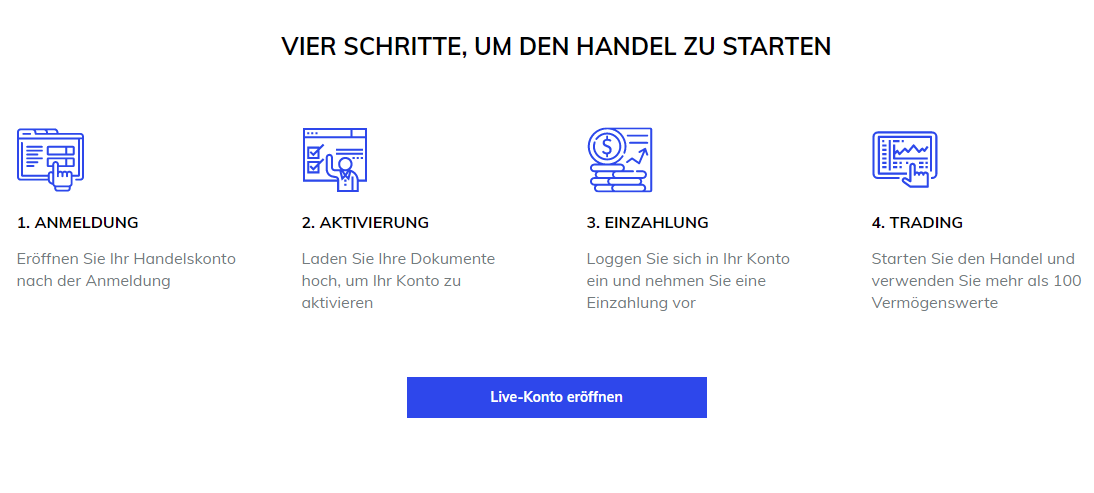 VIER SCHRITTE, UM DEN HANDEL ZU STARTEN
1. ANMELDUNG
Eröffnen Sie Ihr Handelskonto
nach der Anmeldung
2. AKTIVIERUNG
Laden Sie Ihre Dokumente
hoch, um Ihr Konto zu
aktivieren
3. EINZAHLUNG
Loggen Sie sich in Ihr Konto
ein und nehmen Sie eine
Einzahlung vor
4. TRADING
Starten Sie den Handel und
verwenden Sie mehr als 100
Vermögenswerte
Live-Konto eröffnen